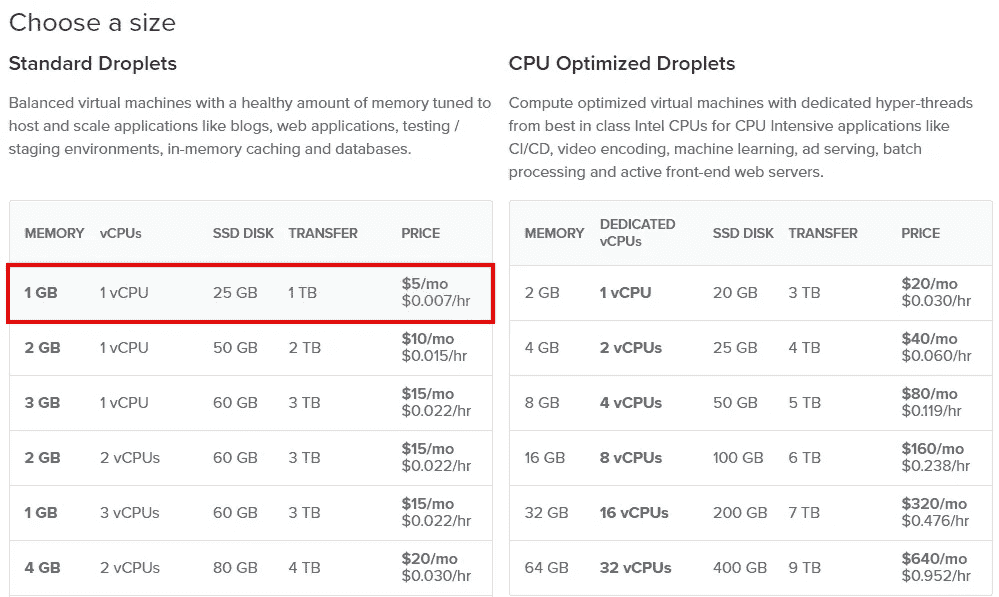 Choose a size
Standard Droplets
Balanced virtual machines with a healthy amount of memory tuned to
host and scale applications like blogs, web applications, testing /
staging environments, in-memory caching and databases.
MEMORY vCPUs SSD DISK TRANSFER PRICE
1 GB 1 vCPU 25 GB 1 TB $5/mo
$0.007/hr
2 GB 1 vCPU 50 GB 2 TB $10/mo
$0.015/hr
3 GB 1 vCPU 60 GB 3 TB $15/mo
$0.022/hr
2 GB 2 vCPUs 60 GB 3 TB $15/mo
$0.022/hr
1 GB 3 vCPUs 60 GB 3 TB $15/mo
$0.022/hr
4 GB 2 vCPUs 80 GB 4 TB $20/mo
$0.030/hr
CPU Optimized Droplets
Compute optimized virtual machines with dedicated hyper-threads
from best in class Intel CPUs for CPU Intensive applications like
CI/CD, video encoding, machine learning, ad serving, batch
processing and active front-end web servers.
MEMORY DEDICATED vCPUs SSD DISK TRANSFER PRICE
2 GB 1 vCPU 20 GB 3 TB $20/mo
$0.030/hr
4 GB 2 vCPUs 25 GB 4 TB $40/mo
$0.060/hr
8 GB 4 vCPUs 50 GB 5 TB $80/mo
$0.119/hr
16 GB 8 vCPUs 100 GB 6 TB $160/mo
$0.238/hr
32 GB 16 vCPUs 200 GB 7 TB $320/mo
$0.476/hr
64 GB 32 vCPUs 400 GB 9 TB $640/mo
$0.952/hr